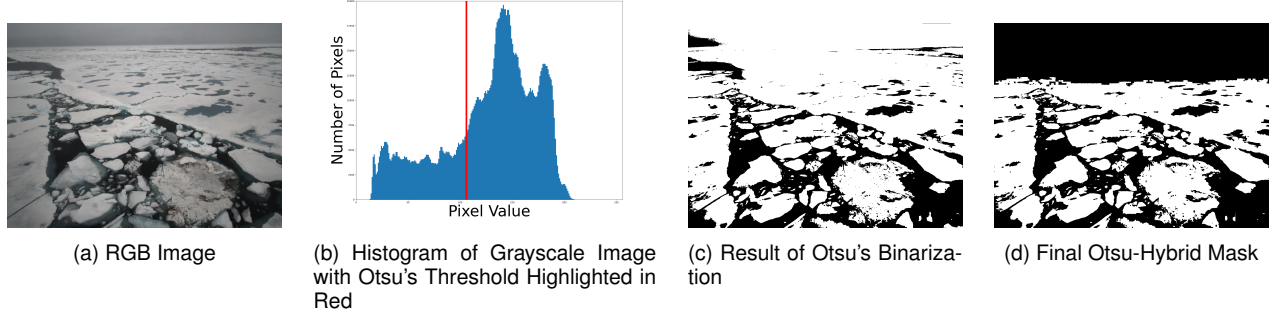 Number of Pixels
Pixel Value
(a) RGB Image
(b) Histogram of Grayscale Image
with Otsu's Threshold Highlighted in
Red
(c) Result of Otsu's Binariza-
tion
(d) Final Otsu-Hybrid Mask